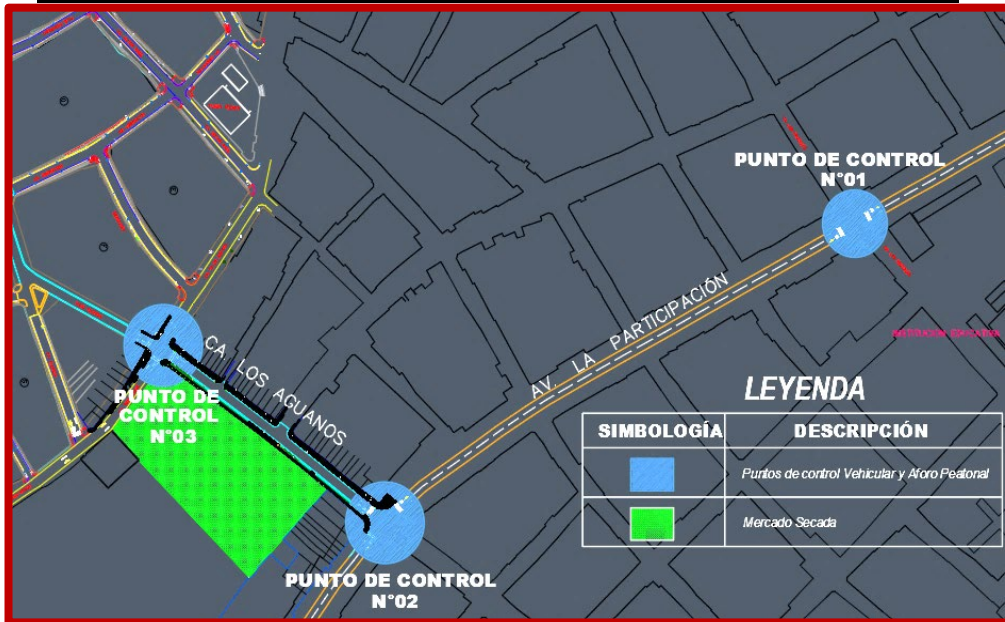 PUNTO DE CONTROL
N°01
AV. LA PARTICIPACIÓN
CA. LOS AGUANOS
PUNTO DE
CONTROL
N°03
PUNTO DE CONTROL
N°02
LEYENDA
SIMBOLOGÍA DESCRIPCIÓN
Puntos de control Vehicular y Aforo Peatonal
Mercado Secada